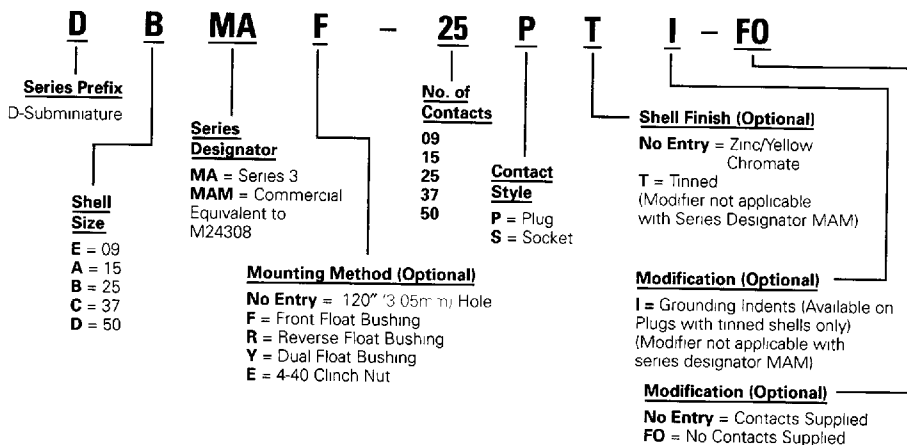 D B MA F - 25 P T I - FO
Series Prefix
D-Subminiature
Shell
Size
E = 09
A = 15
B = 25
C = 37
D = 50
Series
Designator
MA = Series 3
MAM = Commercial
Equivalent to
M24308
Mounting Method (Optional)
No Entry = .120" (3.05mm) Hole
F = Front Float Bushing
R = Reverse Float Bushing
Y = Dual Float Bushing
E = 4-40 Clinch Nut
No. of
Contacts
09
15
25
37
50
Contact
Style
P = Plug
S = Socket
Shell Finish (Optional)
No Entry = Zinc/Yellow
Chromate
T = Tinned
(Modifier not applicable
with Series Designator MAM)
Modification (Optional)
I = Grounding Indents (Available on
Plugs with tinned shells only)
(Modifier not applicable with
series designator MAM)
Modification (Optional)
No Entry = Contacts Supplied
FO = No Contacts Supplied